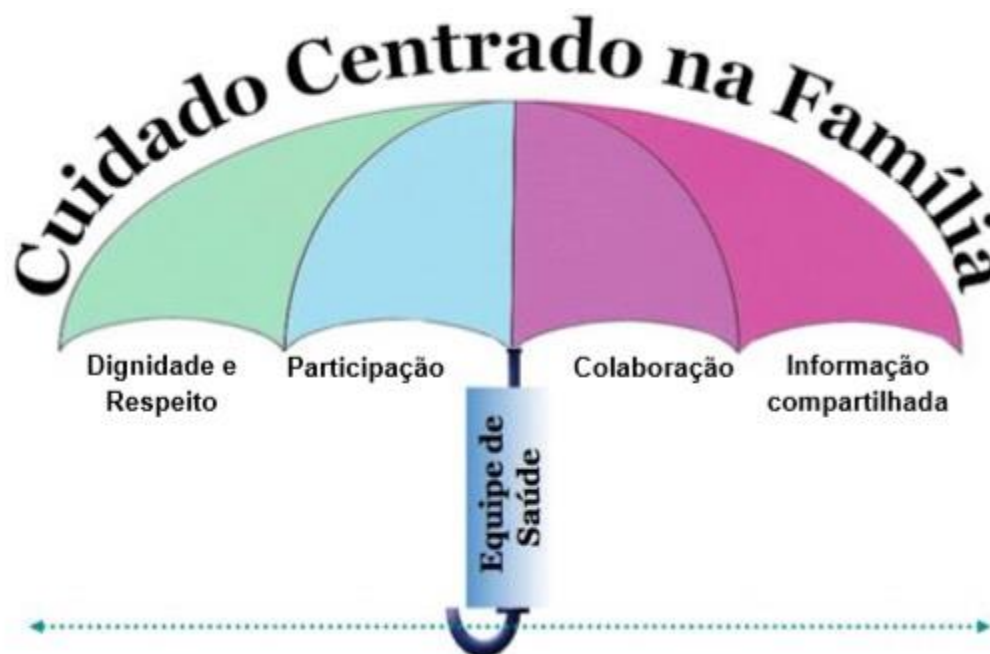 Cuidado Centrado na Família
Dignidade e
Respeito
Participação
Colaboração
Informação
compartilhada
Equipe de
Saúde